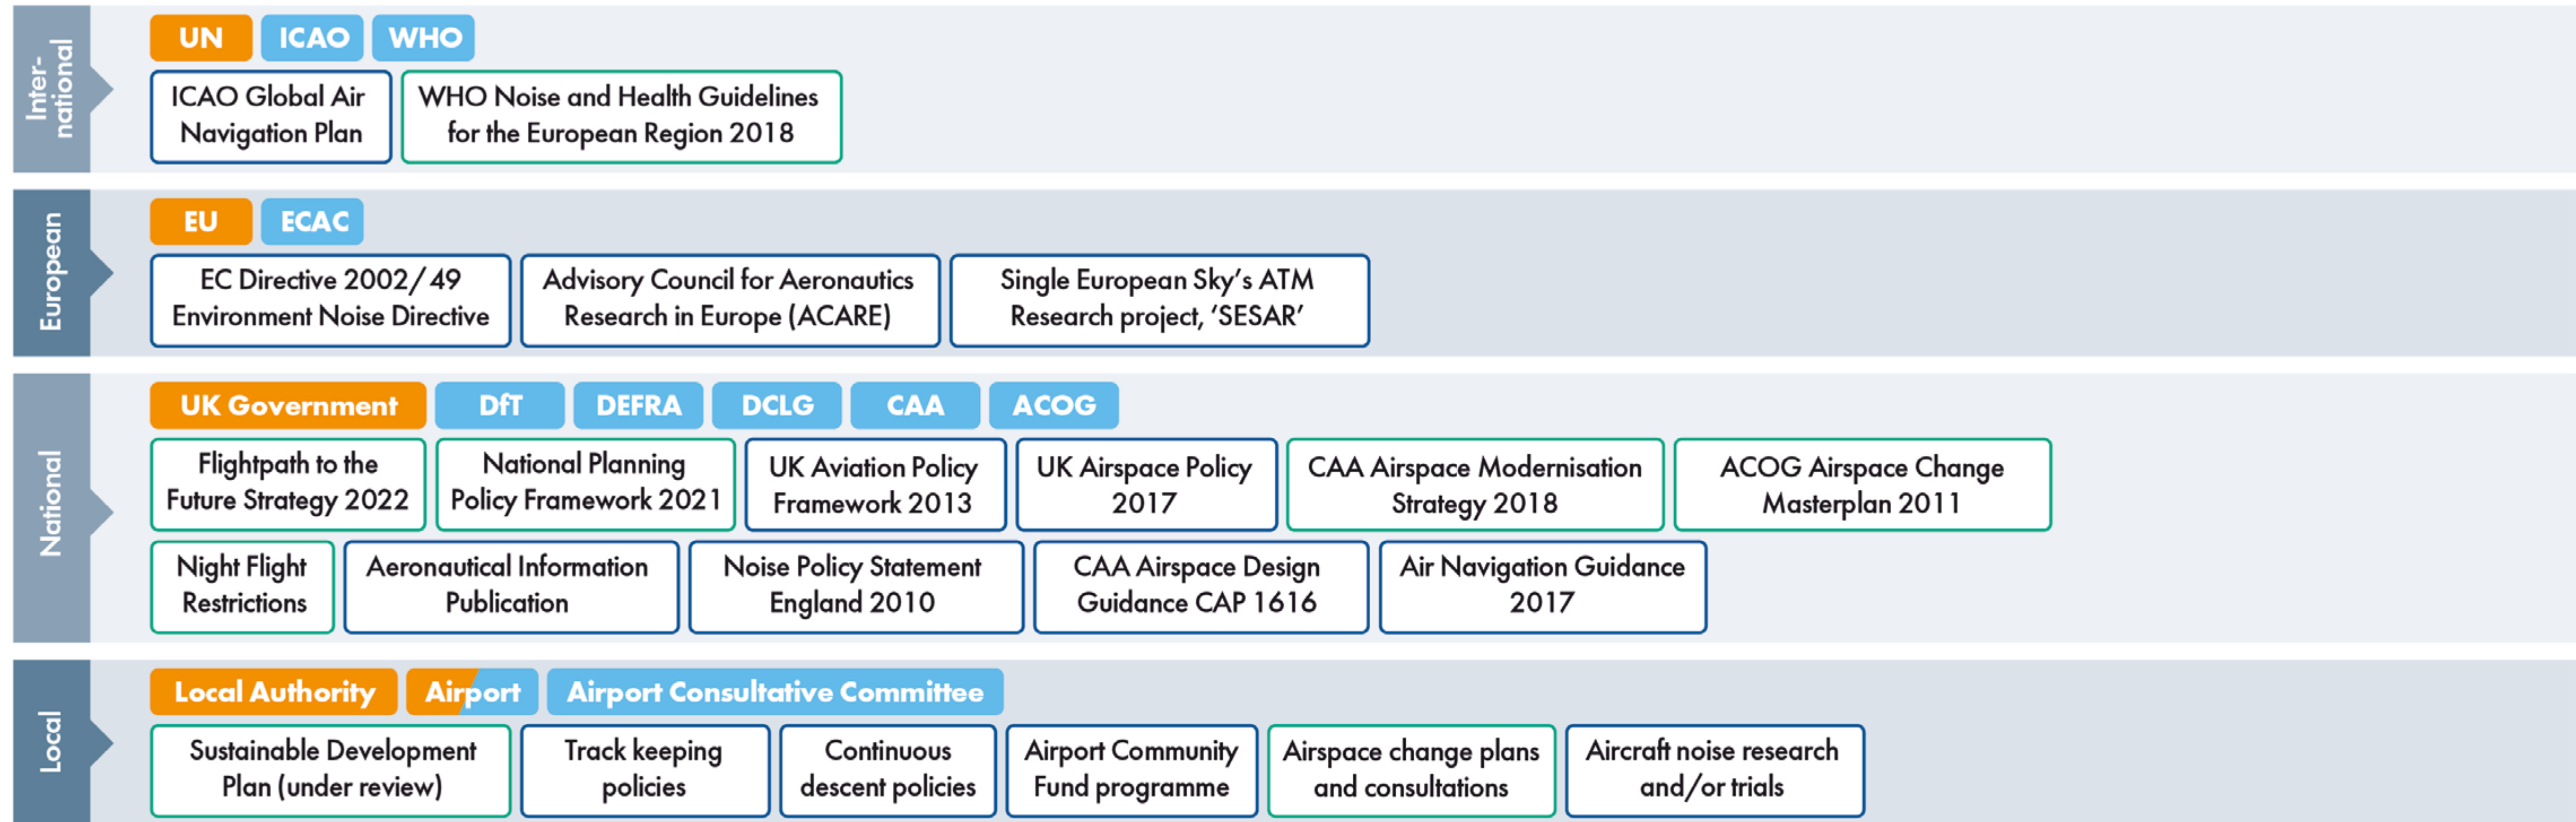 Inter-
national
UN ICAO WHO
ICAO Global Air
Navigation Plan
WHO Noise and Health Guidelines
for the European Region 2018
European
EU ECAC
EC Directive 2002/49
Environment Noise Directive
Advisory Council for Aeronautics
Research in Europe (ACARE)
Single European Sky’s ATM
Research project, ‘SESAR’
National
UK Government DfT DEFRA DCLG CAA ACOG
Flightpath to the
Future Strategy 2022
National Planning
Policy Framework 2021
UK Aviation Policy
Framework 2013
UK Airspace Policy
2017
CAA Airspace Modernisation
Strategy 2018
ACOG Airspace Change
Masterplan 2011
Night Flight
Restrictions
Aeronautical Information
Publication
Noise Policy Statement
England 2010
CAA Airspace Design
Guidance CAP 1616
Air Navigation Guidance
2017
Local
Local Authority Airport Airport Consultative Committee
Sustainable Development
Plan (under review)
Track keeping
policies
Continuous
descent policies
Airport Community
Fund programme
Airspace change plans
and consultations
Aircraft noise research
and/or trials